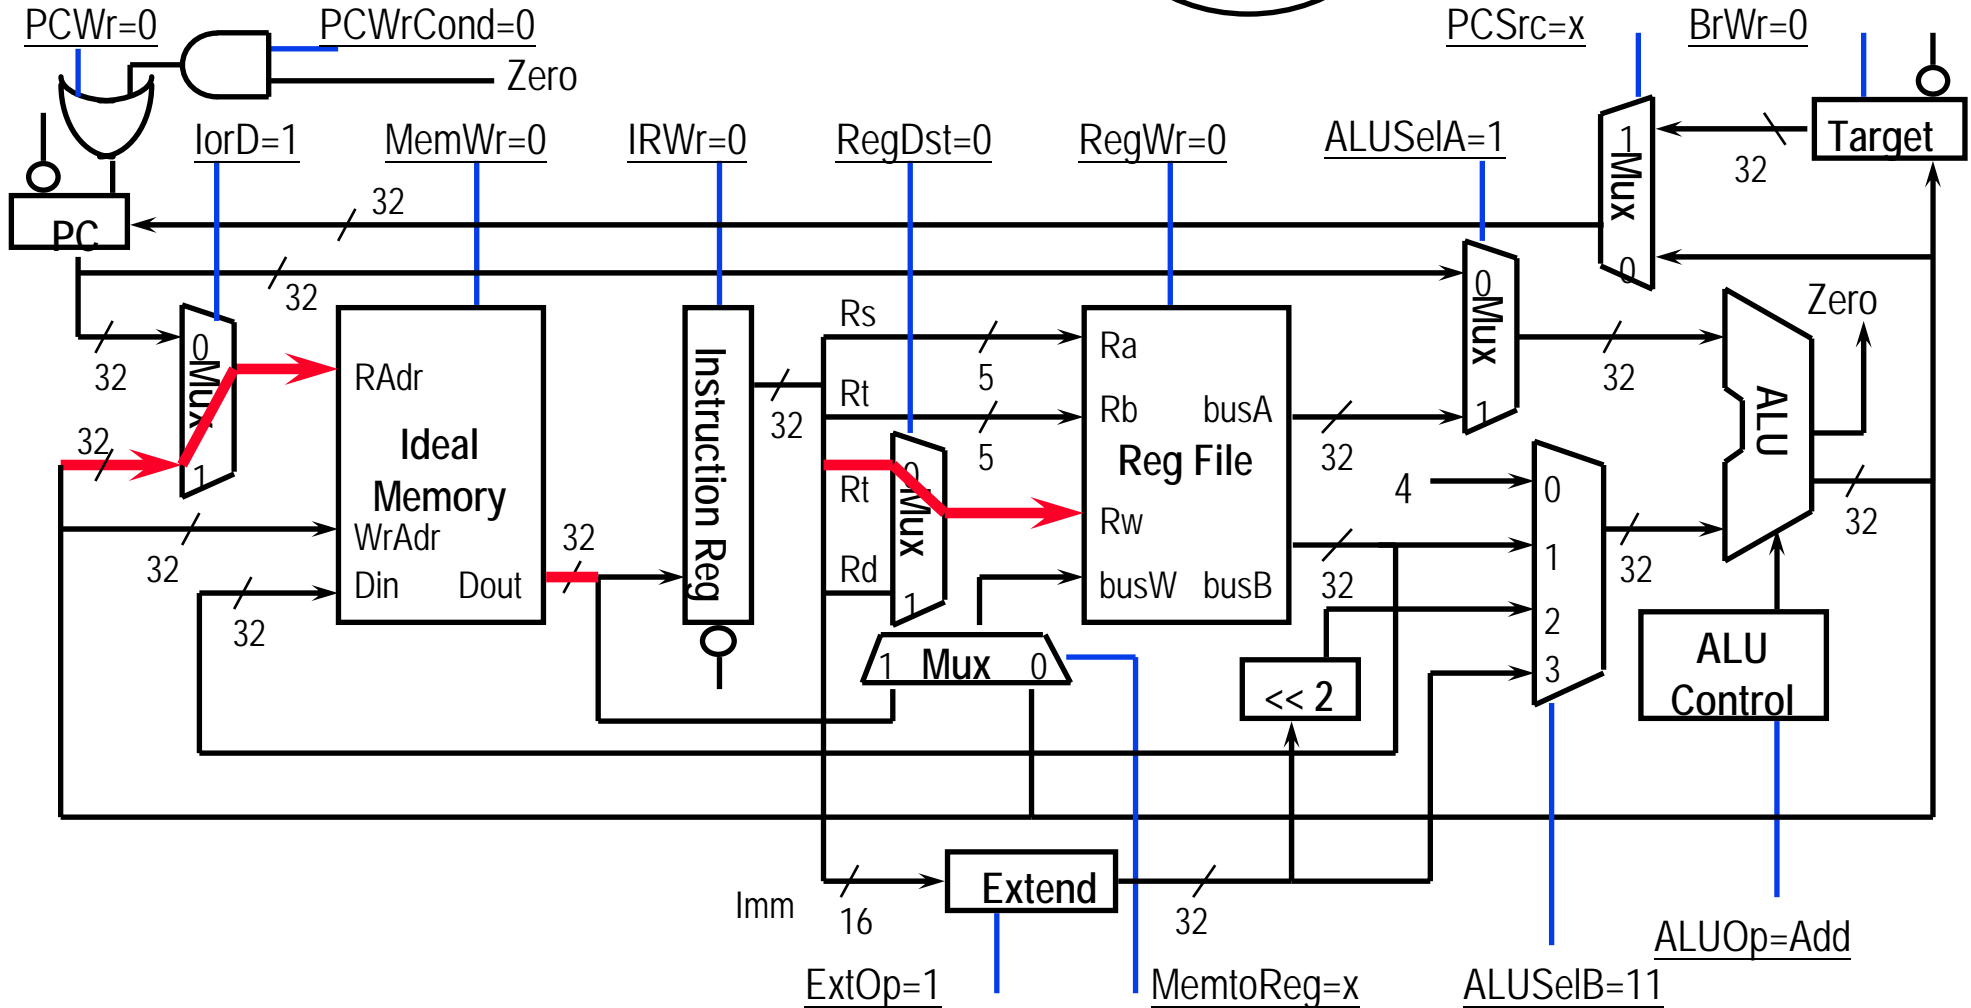 PCWr=0
PCWrCond=0
PCSrc=x
BrWr=0
Zero
IorD=1
MemWr=0
IRWr=0
RegDst=0
RegWr=0
ALUSelA=1
1
Mux
0
32
Target
PC
32
32
0
Mux
1
32
32
RAdr
Ideal
Memory
WrAdr
Din
Dout
32
32
32
Instruction Reg
32
Rs
5
Rt
5
Rt
Rd
0
Mux
1
Ra
Rb
busA
Reg File
Rw
busW
busB
32
32
0
Mux
1
32
4
0
1
2
3
32
ALU
Zero
32
1
Mux
0
<< 2
ALU
Control
Imm
16
Extend
32
ExtOp=1
MemtoReg=x
ALUSelB=11
ALUOp=Add